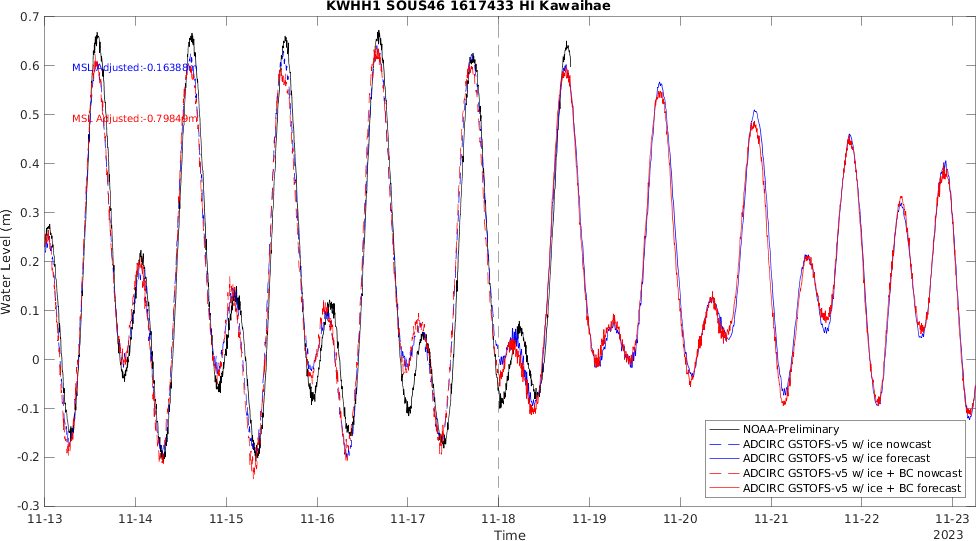 KWHH1 SOUS46 1617433 HI Kawaihae
Water Level (m)
0.7
0.6
0.5
0.4
0.3
0.2
0.1
0
-0.1
-0.2
-0.3
MSL Adjusted:-0.16388m
MSL Adjusted:-0.79849m
NOAA-Preliminary
ADCIRC GSTOFS-v5 w/ ice nowcast
ADCIRC GSTOFS-v5 w/ ice forecast
ADCIRC GSTOFS-v5 w/ ice + BC nowcast
ADCIRC GSTOFS-v5 w/ ice + BC forecast
11-13 11-14 11-15 11-16 11-17 11-18 11-19 11-20 11-21 11-22 11-23
Time
2023